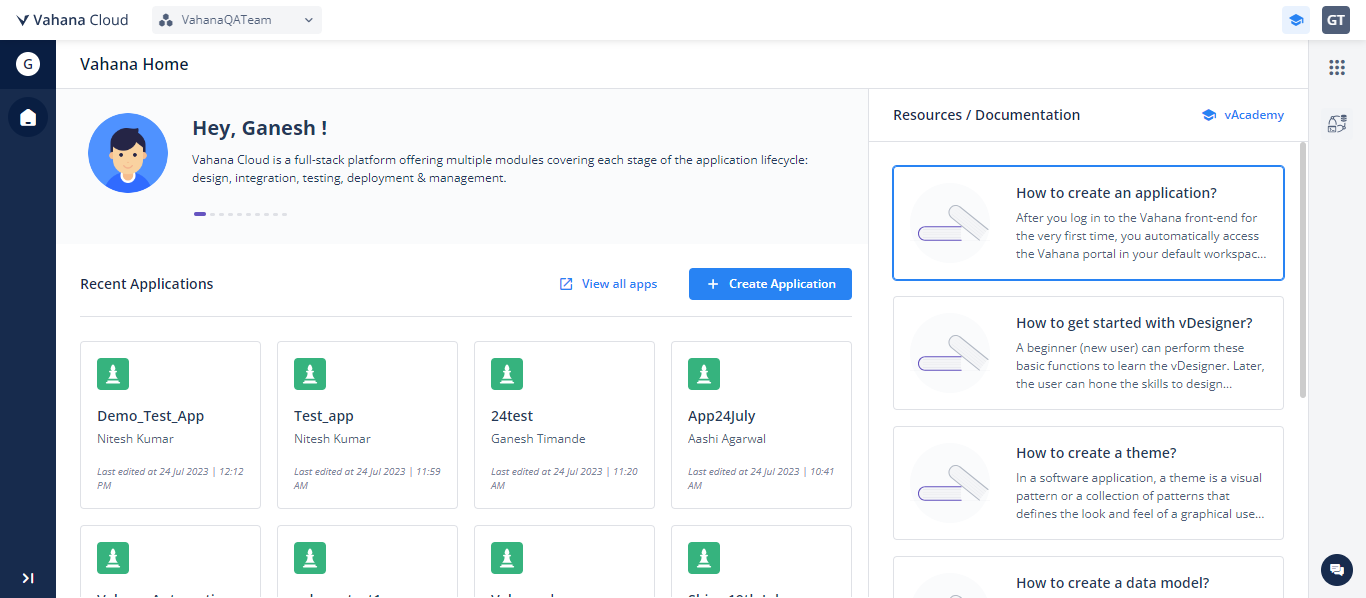 Vahana Cloud
VahanaQATeam
GT
G
Vahana Home
Hey, Ganesh !
Vahana Cloud is a full-stack platform offering multiple modules covering each stage of the application lifecycle:
design, integration, testing, deployment & management.
Recent Applications
View all apps
+ Create Application
Demo_Test_App
Nitesh Kumar
Last edited at 24 Jul 2023 | 12:12
PM
Test_app
Nitesh Kumar
Last edited at 24 Jul 2023 | 11:59
AM
24test
Ganesh Timande
Last edited at 24 Jul 2023 | 11:20
AM
App24July
Aashi Agarwal
Last edited at 24 Jul 2023 | 10:41
AM
Resources / Documentation
vAcademy
How to create an application?
After you log in to the Vahana front-end for
the very first time, you automatically access
the Vahana portal in your default workspac...
How to get started with vDesigner?
A beginner (new user) can perform these
basic functions to learn the vDesigner. Later,
the user can hone the skills to design...
How to create a theme?
In a software application, a theme is a visual
pattern or a collection of patterns that
defines the look and feel of a graphical use...
How to create a data model?